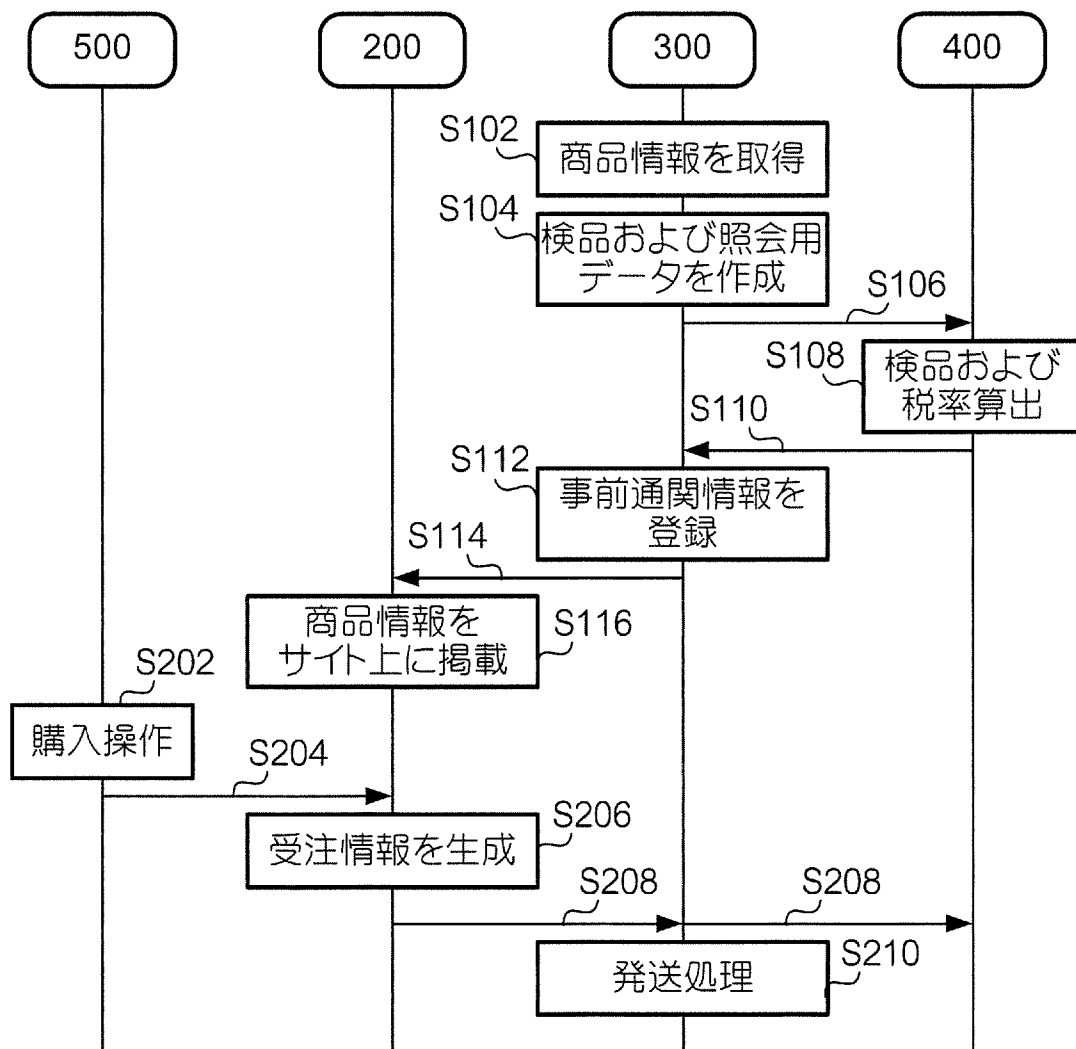 500
200
300
400
S102
商品情報を取得
S104
検品および照会用
データを作成
S106
S108
検品および
税率算出
S110
S112
事前通関情報を
登録
S114
商品情報を
サイト上に掲載
S116
S202
購入操作
S204
S206
受注情報を生成
S208
S208
発送処理
S210